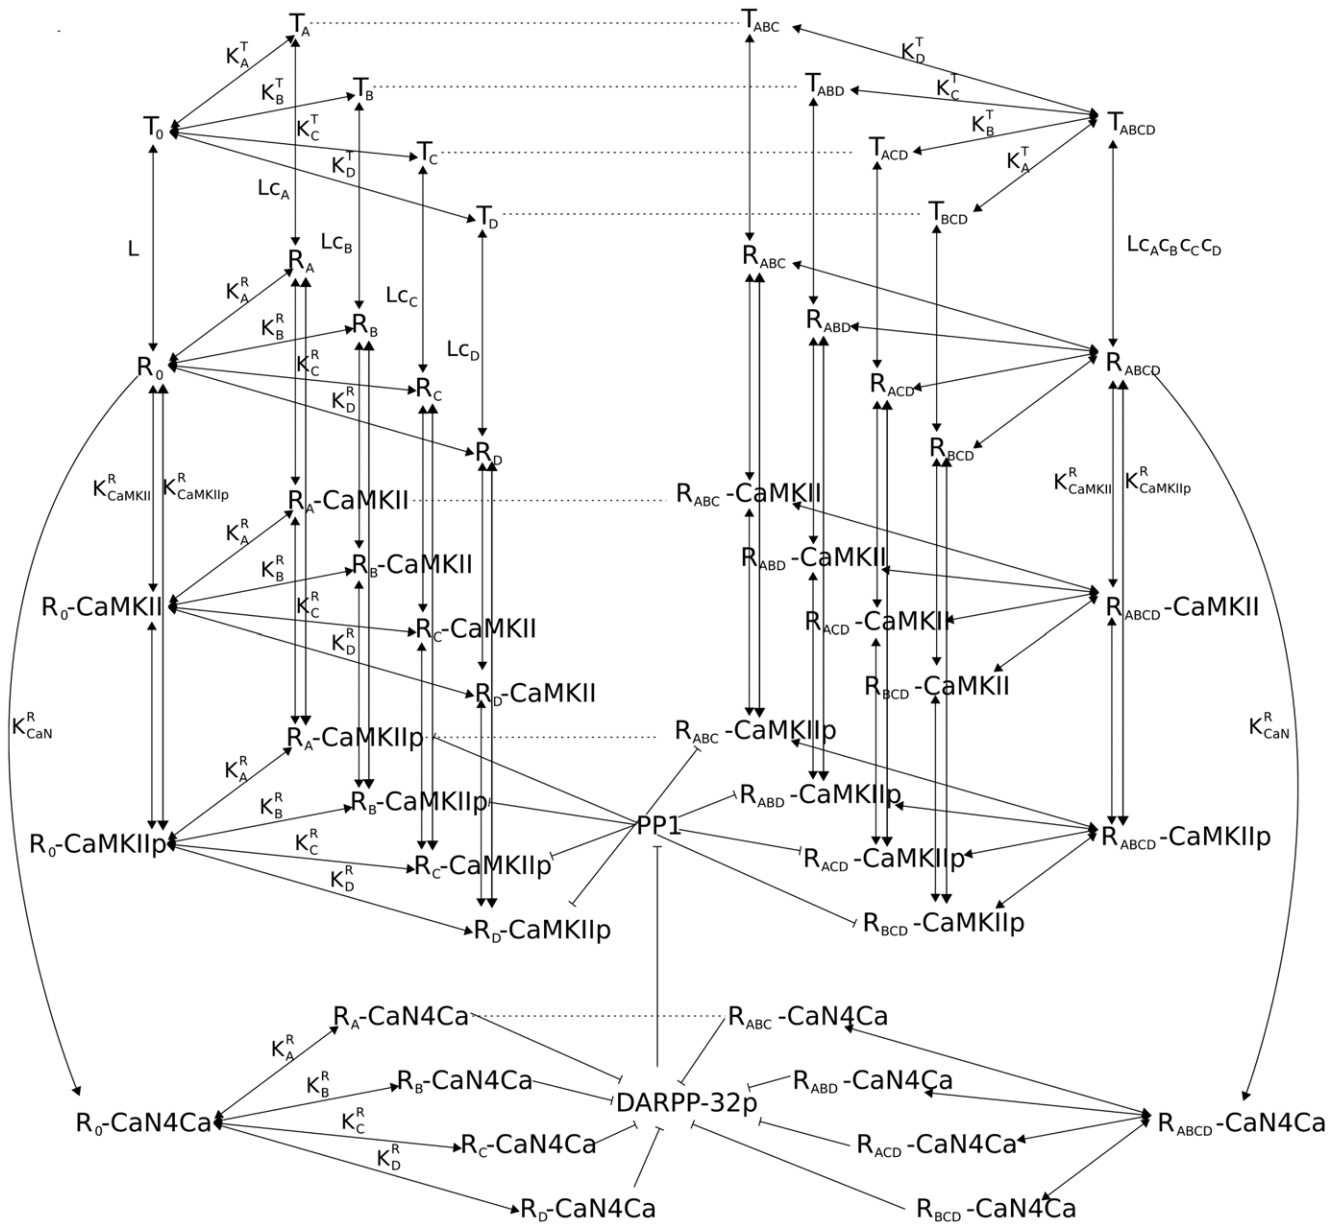 T_A T_ABC
K_A^T K_D^T
T_B T_ABD
K_B^T K_C^T
T_0 K_C^T K_B^T T_ABCD
T_C T_ACD
K_D^T K_A^T
Lc_A
T_D T_BCD
L Lc_B Lc_Ac_Bc_Cc_D
R_A R_ABC
K_A^R Lc_C
K_B^R R_B R_ABD
Lc_D
R_0 K_C^R R_ABCD
R_C R_ACD
K_D^R
R_D R_BCD
K_CaMKII^R K_CaMKIIp^R K_CaMKII^R K_CaMKIIp^R
R_A-CaMKII R_ABC-CaMKII
K_A^R
K_B^R R_B-CaMKII R_ABD-CaMKII
R_0-CaMKII K_C^R R_ABCD-CaMKII
R_C-CaMKII R_ACD-CaMKII
K_D^R
R_D-CaMKII R_BCD-CaMKII
K_CaN^R K_CaN^R
R_A-CaMKIIp R_ABC-CaMKIIp
K_A^R
K_B^R R_B-CaMKIIp R_ABD-CaMKIIp
PP1
R_0-CaMKIIp K_C^R R_ABCD-CaMKIIp
R_C-CaMKIIp R_ACD-CaMKIIp
K_D^R
R_D-CaMKIIp R_BCD-CaMKIIp
R_A-CaN4Ca R_ABC-CaN4Ca
K_A^R
K_B^R R_B-CaN4Ca R_ABD-CaN4Ca
DARPP-32p
R_0-CaN4Ca K_C^R R_ABCD-CaN4Ca
R_C-CaN4Ca R_ACD-CaN4Ca
K_D^R
R_D-CaN4Ca R_BCD-CaN4Ca